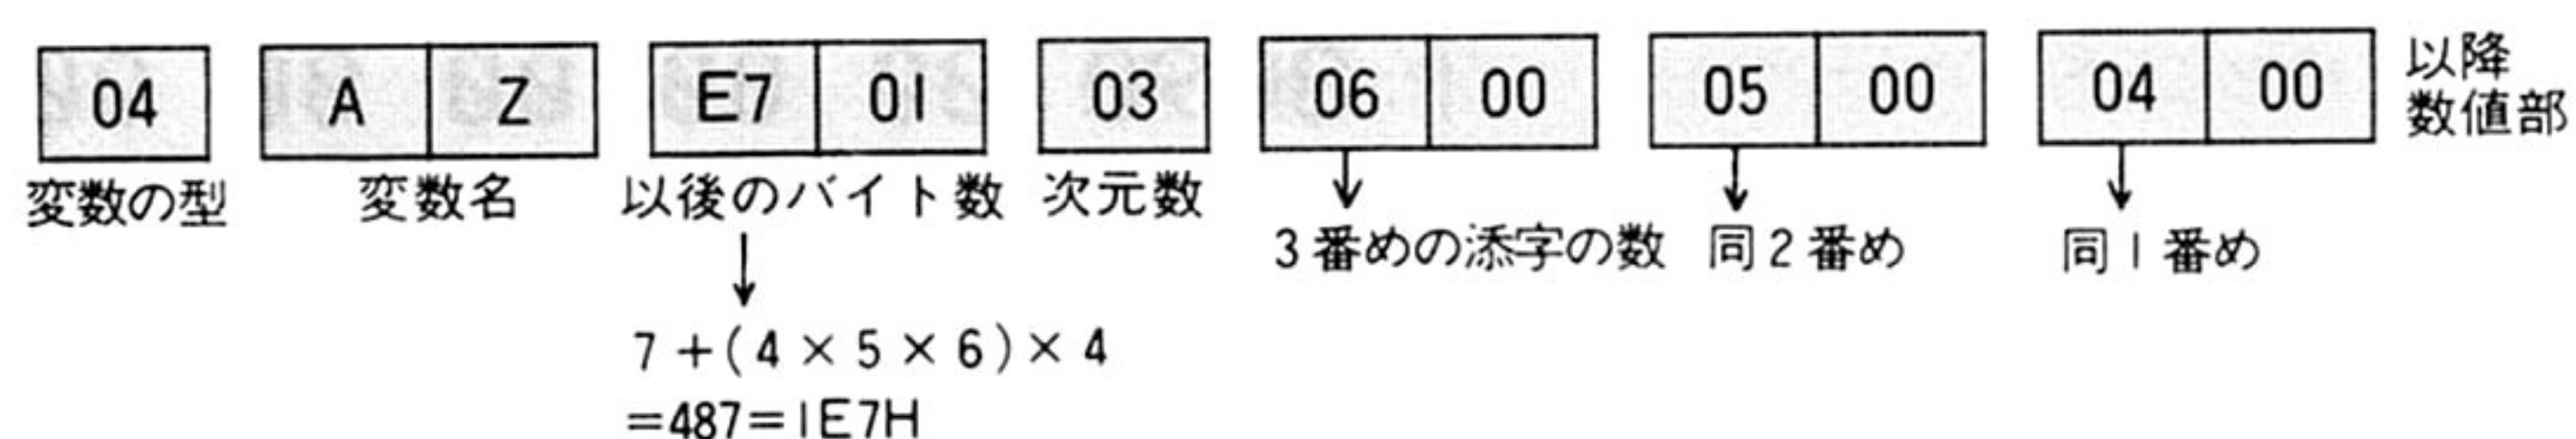 04 A Z E7 01 03 06 00 05 00 04 00 以降
数値部
変数の型 変数名 以後のバイト数 次元数
3番めの添字の数 同2番め 同1番め
7+(4×5×6)×4
=487=1E7H